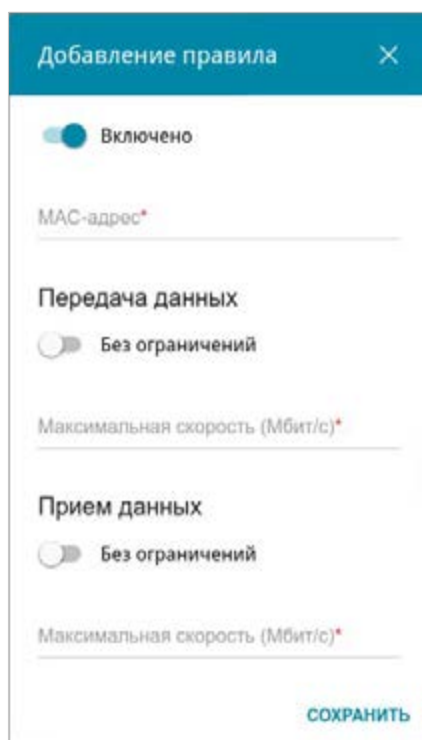 Добавление правила
Включено
MAC-адрес*
Передача данных
Без ограничений
Максимальная скорость (Мбит/с)*
Прием данных
Без ограничений
Максимальная скорость (Мбит/с)*
СОХРАНИТЬ